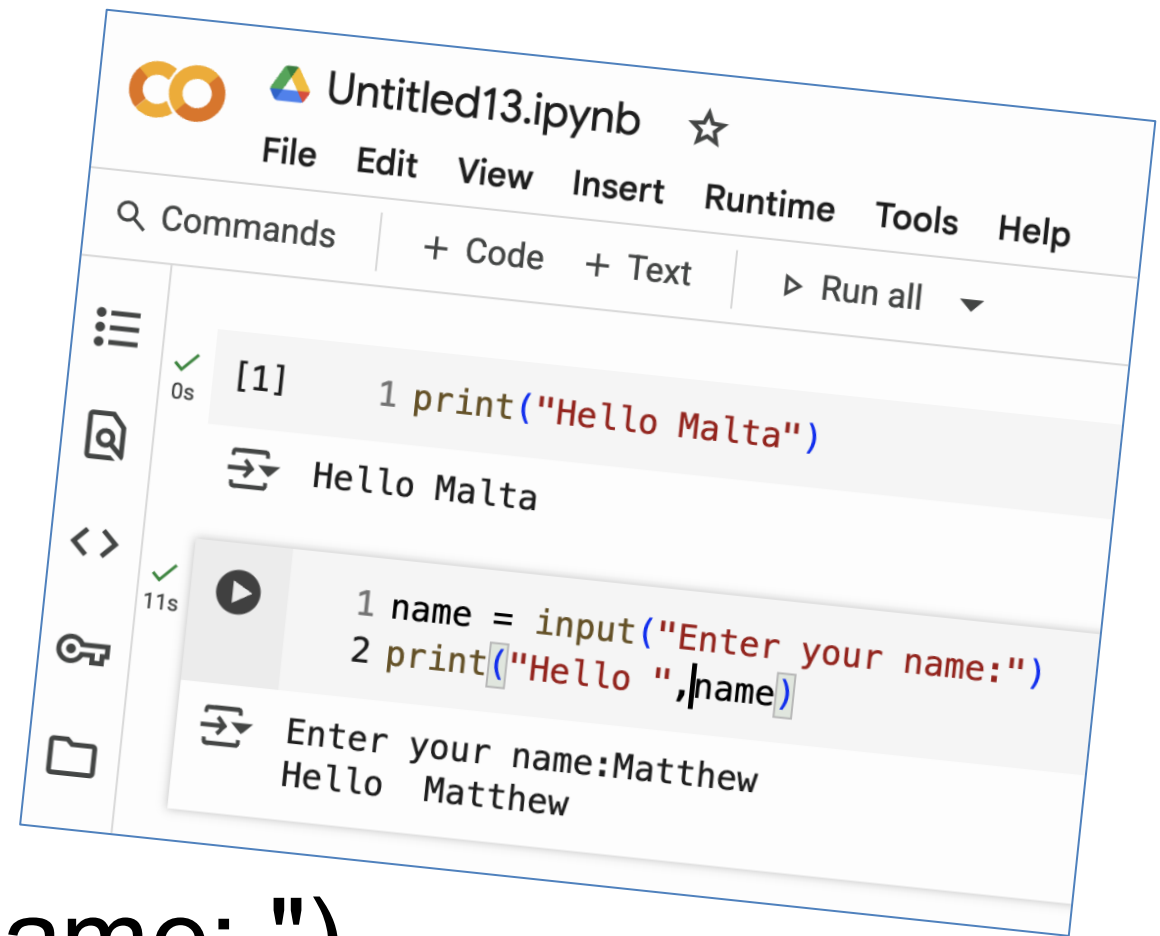 CO
Untitled13.ipynb
File Edit View Insert Runtime Tools Help
Commands + Code + Text Run all
0s [1] 1 print("Hello Malta")
Hello Malta
11s 1 name = input("Enter your name:")
2 print("Hello ",name)
Enter your name:Matthew
Hello  Matthew
ame: ")